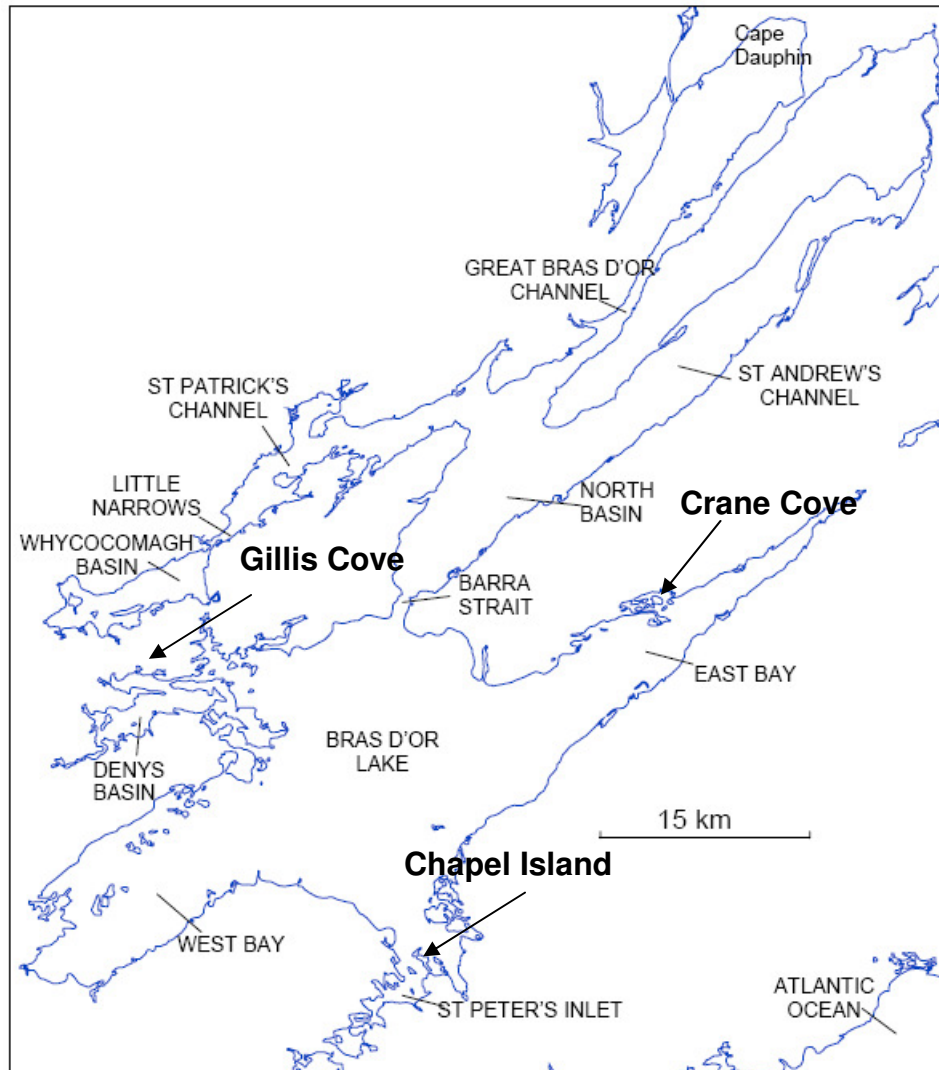 Cape
Dauphin
GREAT BRAS D'OR
CHANNEL
ST PATRICK'S
CHANNEL
ST ANDREW'S
CHANNEL
LITTLE
NARROWS
NORTH
BASIN
Crane Cove
WHYCOCOMAGH
BASIN
Gillis Cove
BARRA
STRAIT
EAST BAY
BRAS D'OR
LAKE
DENYS
BASIN
15 km
Chapel Island
WEST BAY
ST PETER'S INLET
ATLANTIC
OCEAN